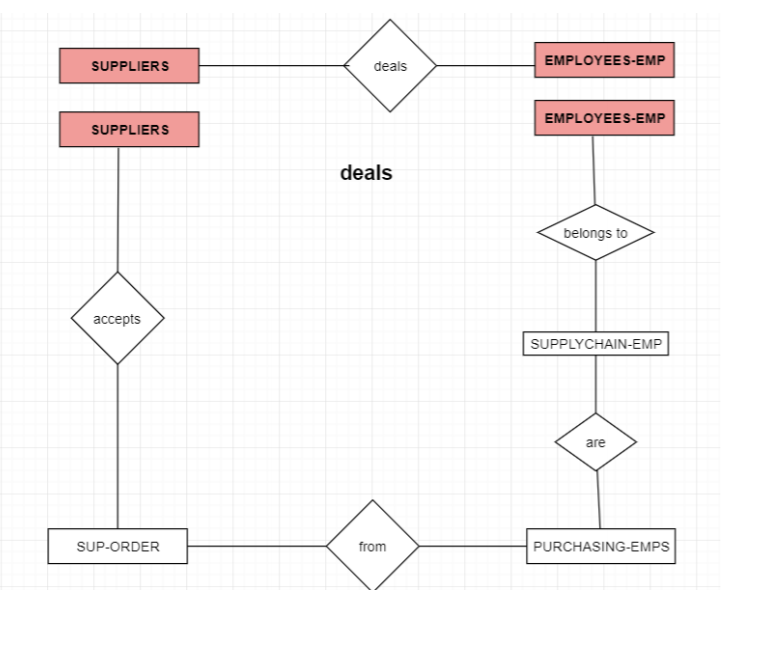 SUPPLIERS
deals
EMPLOYEES-EMP
SUPPLIERS
EMPLOYEES-EMP
deals
belongs to
accepts
SUPPLYCHAIN-EMP
are
SUP-ORDER
from
PURCHASING-EMPS